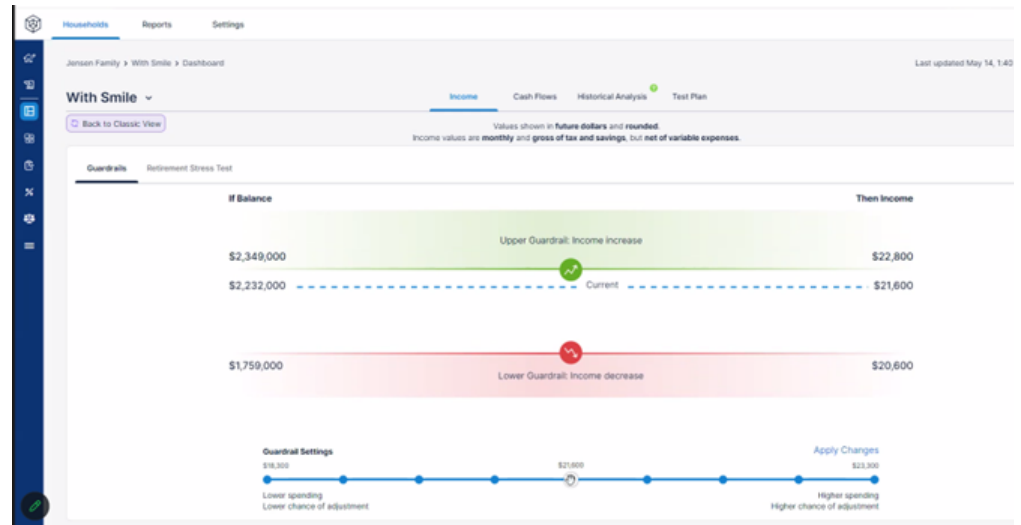 Households Reports Settings
Jensen Family > With Smile > Dashboard
Last updated May 14, 1:40
With Smile
Income Cash Flows Historical Analysis Test Plan
Back to Classic View
Values shown in future dollars and rounded.
Income values are monthly and gross of tax and savings, but net of variable expenses.
Guardrails Retirement Stress Test
If Balance Then Income
Upper Guardrail: Income increase
$2,349,000 $22,800
$2,232,000 Current $21,600
$1,759,000 $20,600
Lower Guardrail: Income decrease
Guardrail Settings Apply Changes
$18,300 $21,600 $23,300
Lower spending Higher spending
Lower chance of adjustment Higher chance of adjustment